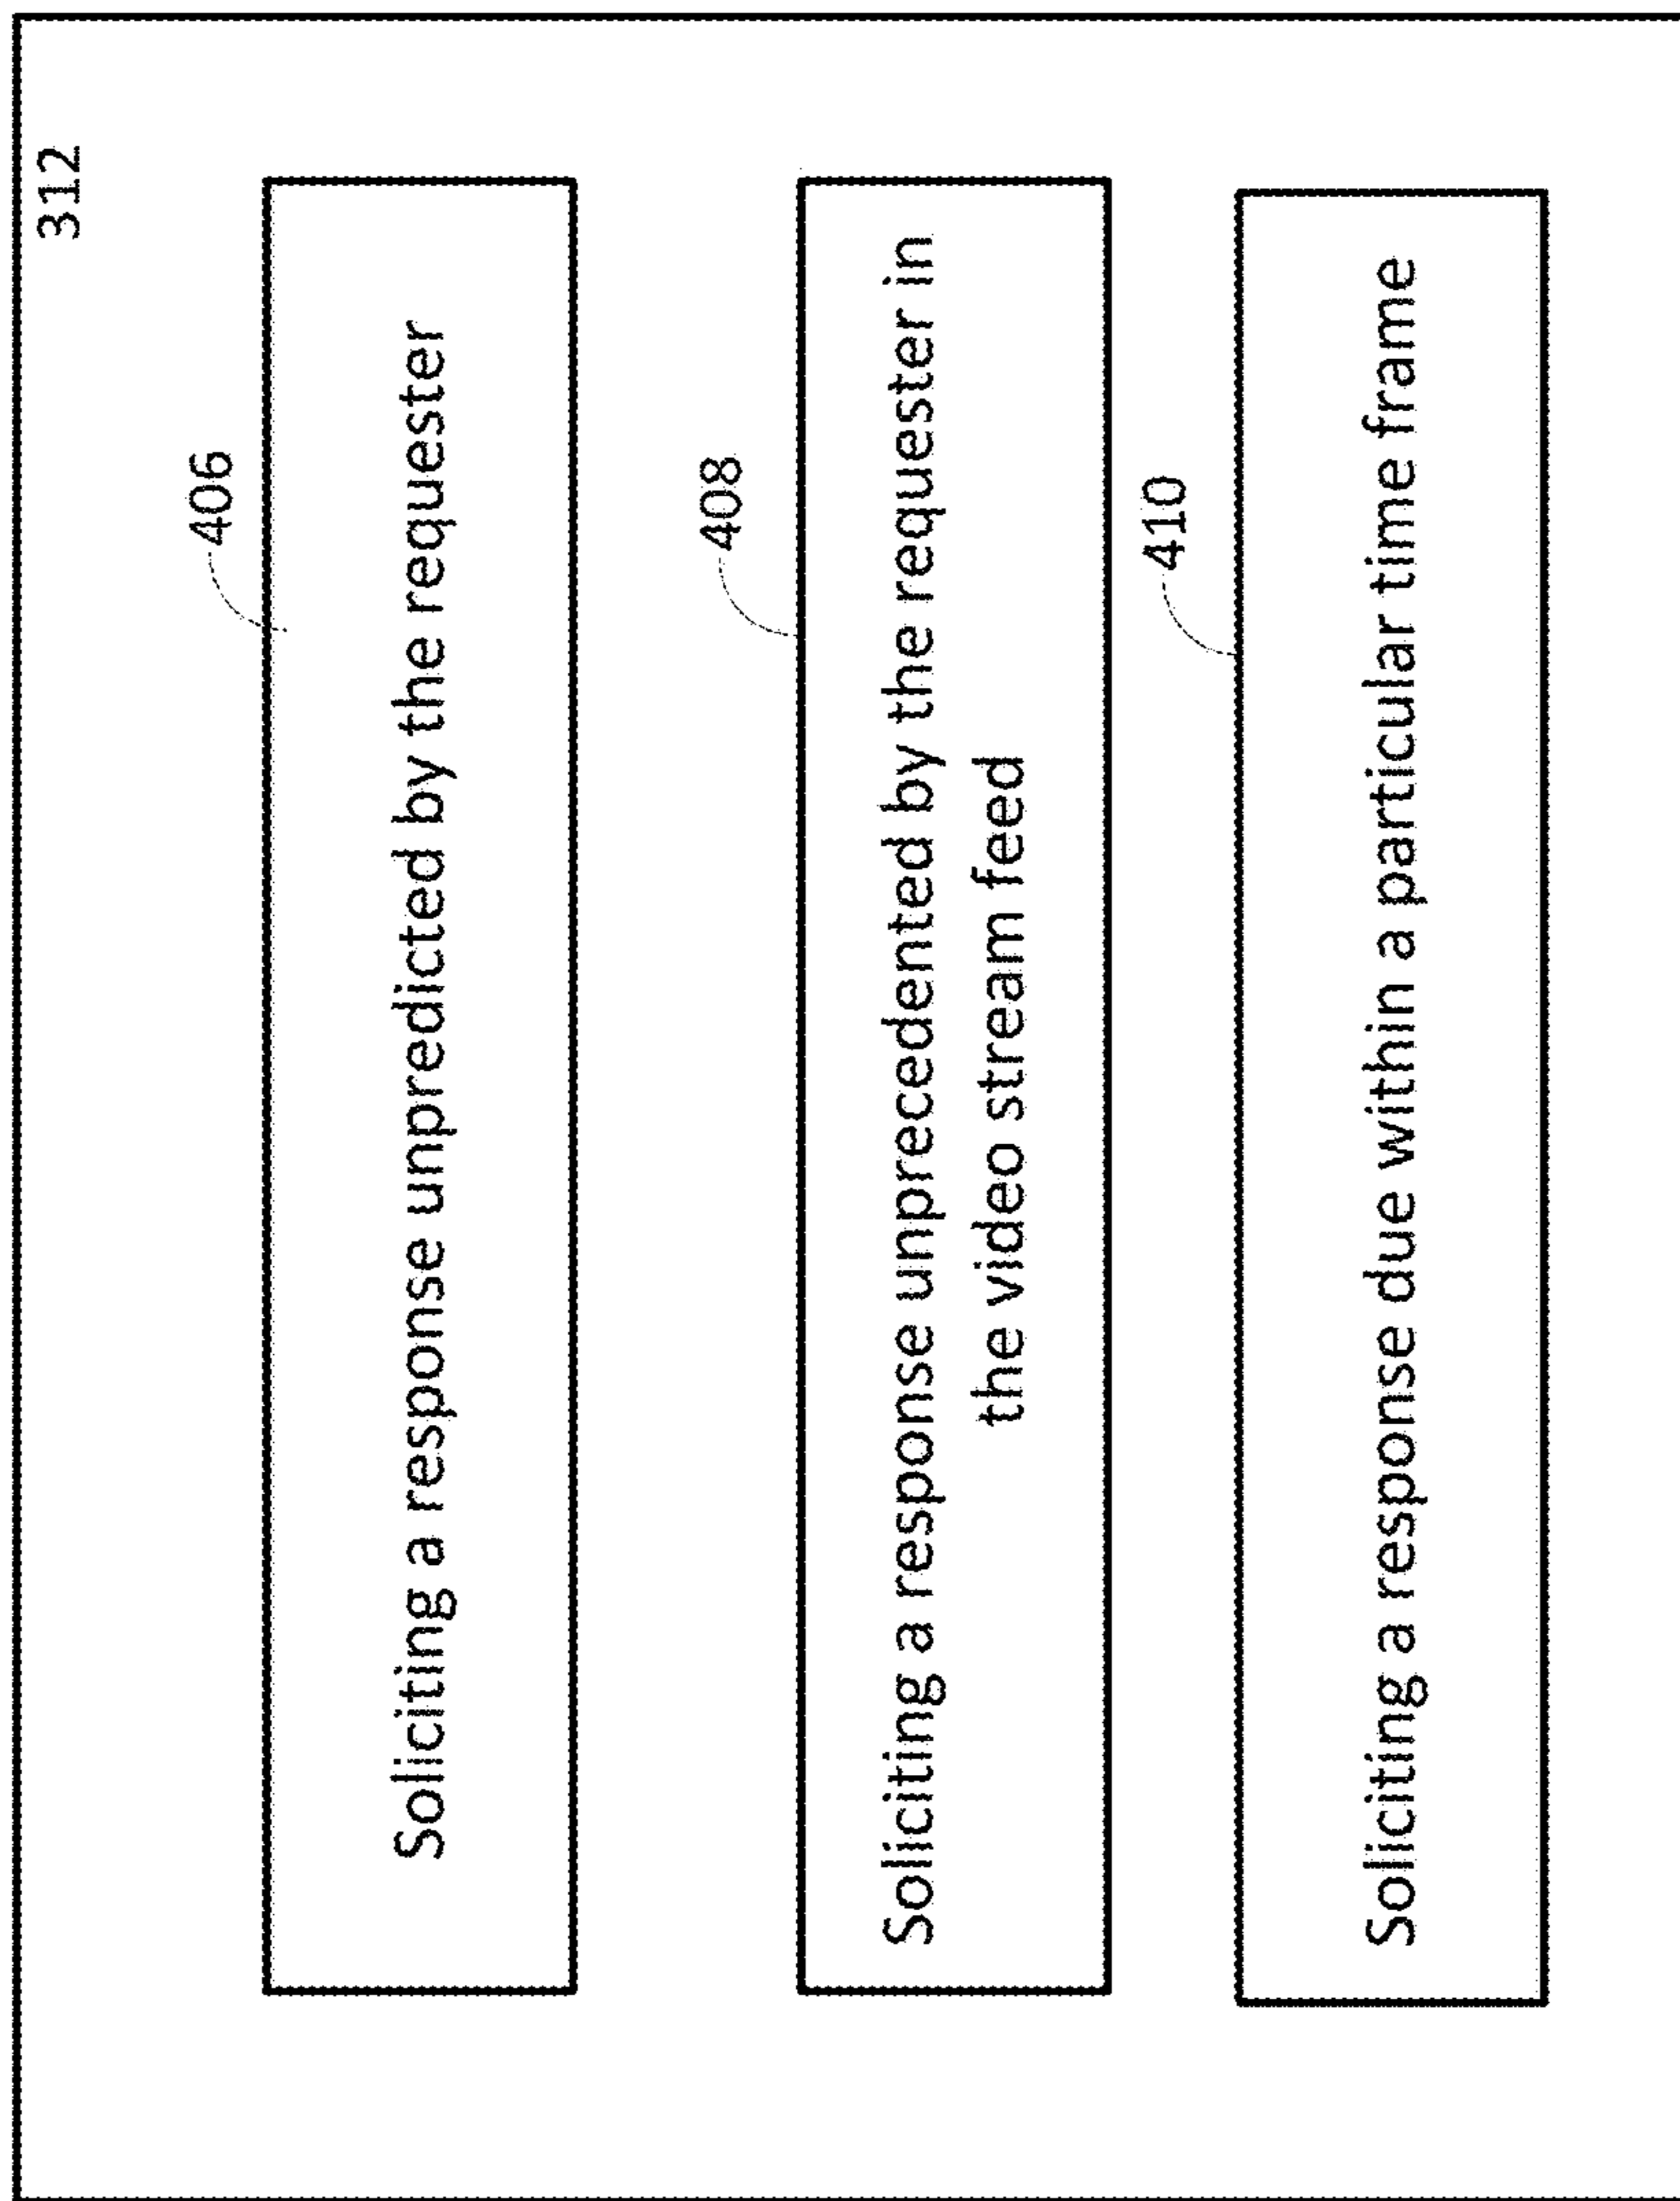 312
406
Soliciting a response unpredicted by the requester
408
Soliciting a response unprecedented by the requester in
the video stream feed
410
Soliciting a response due within a particular time frame